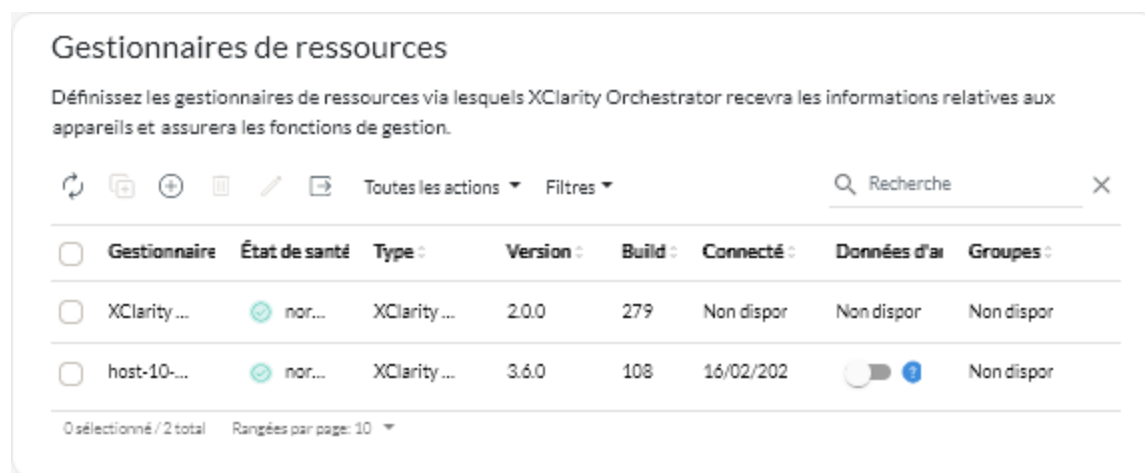 Gestionnaires de ressources
Définissez les gestionnaires de ressources via lesquels XClarity Orchestrator recevra les informations relatives aux
appareils et assurera les fonctions de gestion.
Toutes les actions Filtres Recherche
Gestionnaire État de santé Type Version Build Connecté Données d'a Groupes
XClarity ... nor... XClarity ... 2.0.0 279 Non dispor Non dispor Non dispor
host-10-... nor... XClarity ... 3.6.0 108 16/02/202 ? Non dispor
0 sélectionné / 2 total Rangées par page: 10